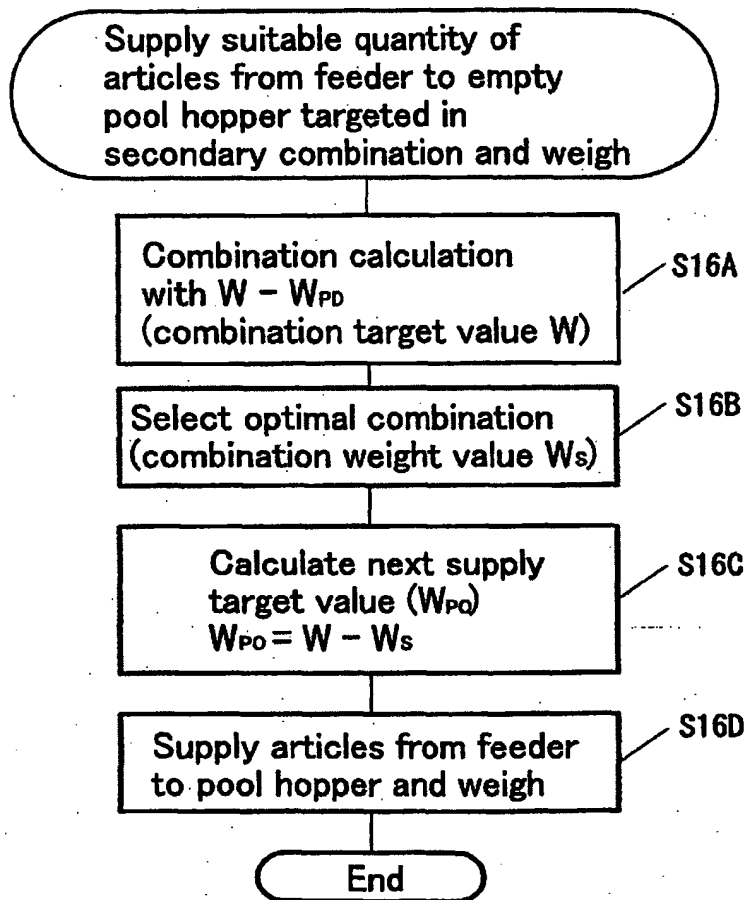 Supply suitable quantity of
articles from feeder to empty
pool hopper targeted in
secondary combination and weigh
Combination calculation
with W − WPD
(combination target value W)
S16A
Select optimal combination
(combination weight value Ws)
S16B
Calculate next supply
target value (WPO)
WPO = W − Ws
S16C
Supply articles from feeder
to pool hopper and weigh
S16D
End